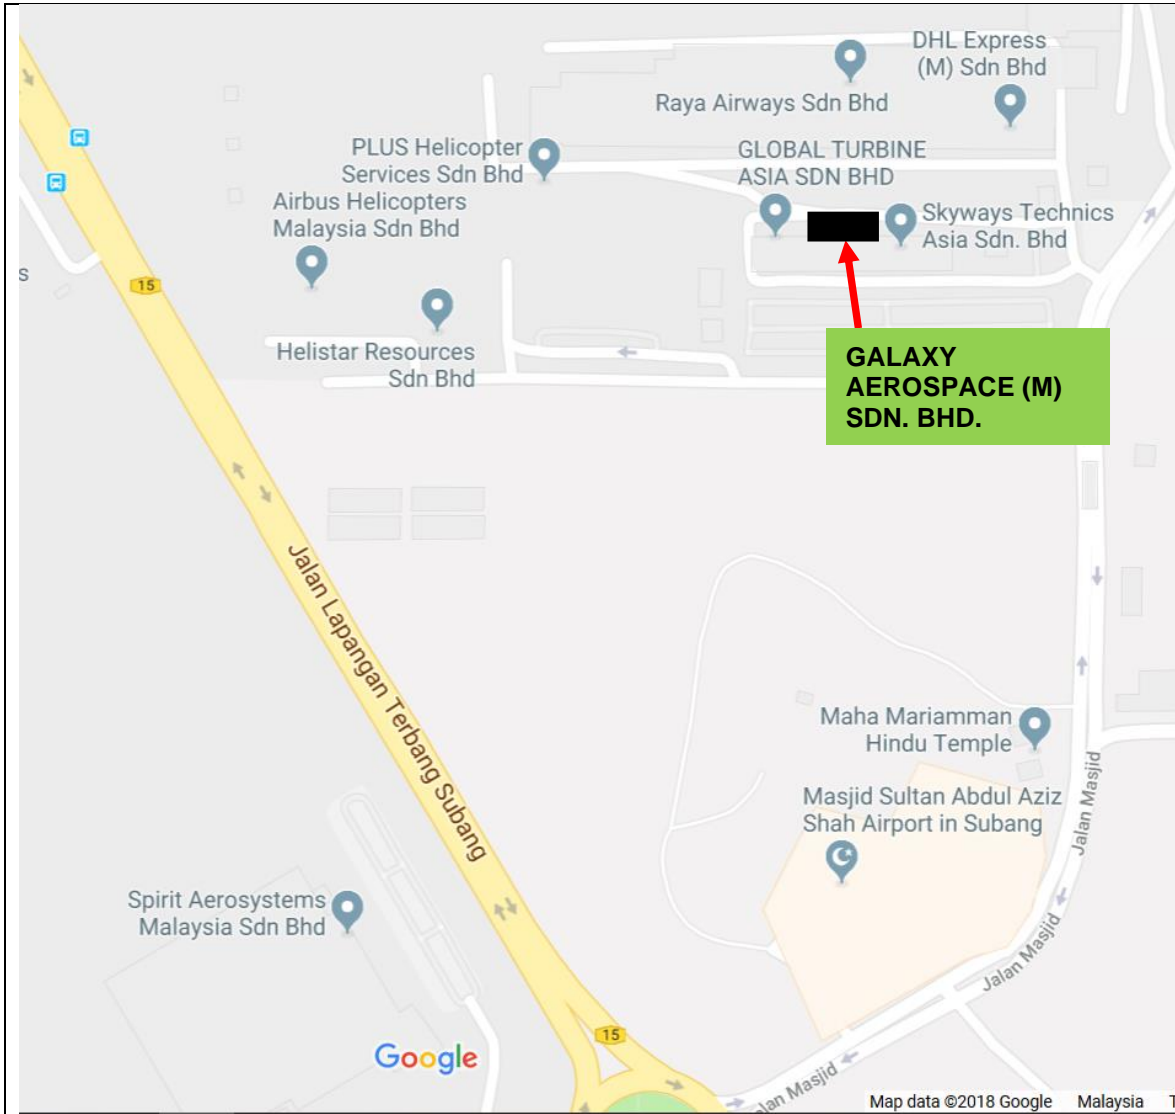 DHL Express
(M) Sdn Bhd
Raya Airways Sdn Bhd
PLUS Helicopter
Services Sdn Bhd
GLOBAL TURBINE
ASIA SDN BHD
Airbus Helicopters
Malaysia Sdn Bhd
Skyways Technics
Asia Sdn. Bhd
s
15
Helistar Resources
Sdn Bhd
GALAXY
AEROSPACE (M)
SDN. BHD.
Jalan Lapangan Terbang Subang
Maha Mariamman
Hindu Temple
Jalan Masjid
Masjid Sultan Abdul Aziz
Shah Airport in Subang
Spirit Aerosystems
Malaysia Sdn Bhd
Jalan Masjid
15
Google
Jalan Masjid
Map data ©2018 Google Malaysia